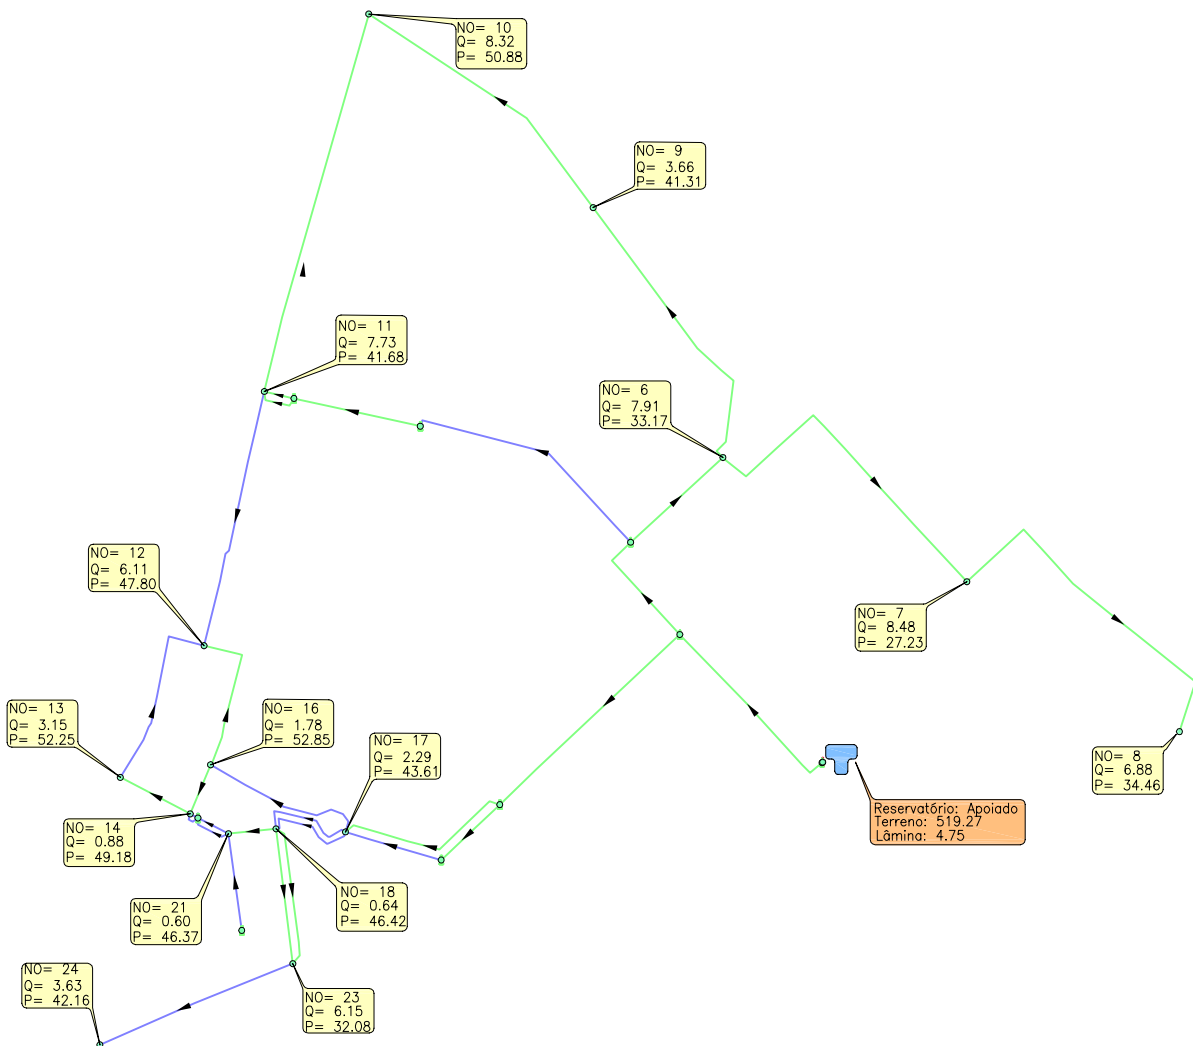 NO= 10
Q= 8.32
P= 50.88
NO= 9
Q= 3.66
P= 41.31
NO= 11
Q= 7.73
P= 41.68
NO= 6
Q= 7.91
P= 33.17
NO= 12
Q= 6.11
P= 47.80
NO= 7
Q= 8.48
P= 27.23
NO= 13
Q= 3.15
P= 52.25
NO= 16
Q= 1.78
P= 52.85
NO= 17
Q= 2.29
P= 43.61
NO= 8
Q= 6.88
P= 34.46
Reservatório: Apoiado
Terreno: 519.27
Lâmina: 4.75
NO= 14
Q= 0.88
P= 49.18
NO= 18
Q= 0.64
P= 46.42
NO= 21
Q= 0.60
P= 46.37
NO= 24
Q= 3.63
P= 42.16
NO= 23
Q= 6.15
P= 32.08